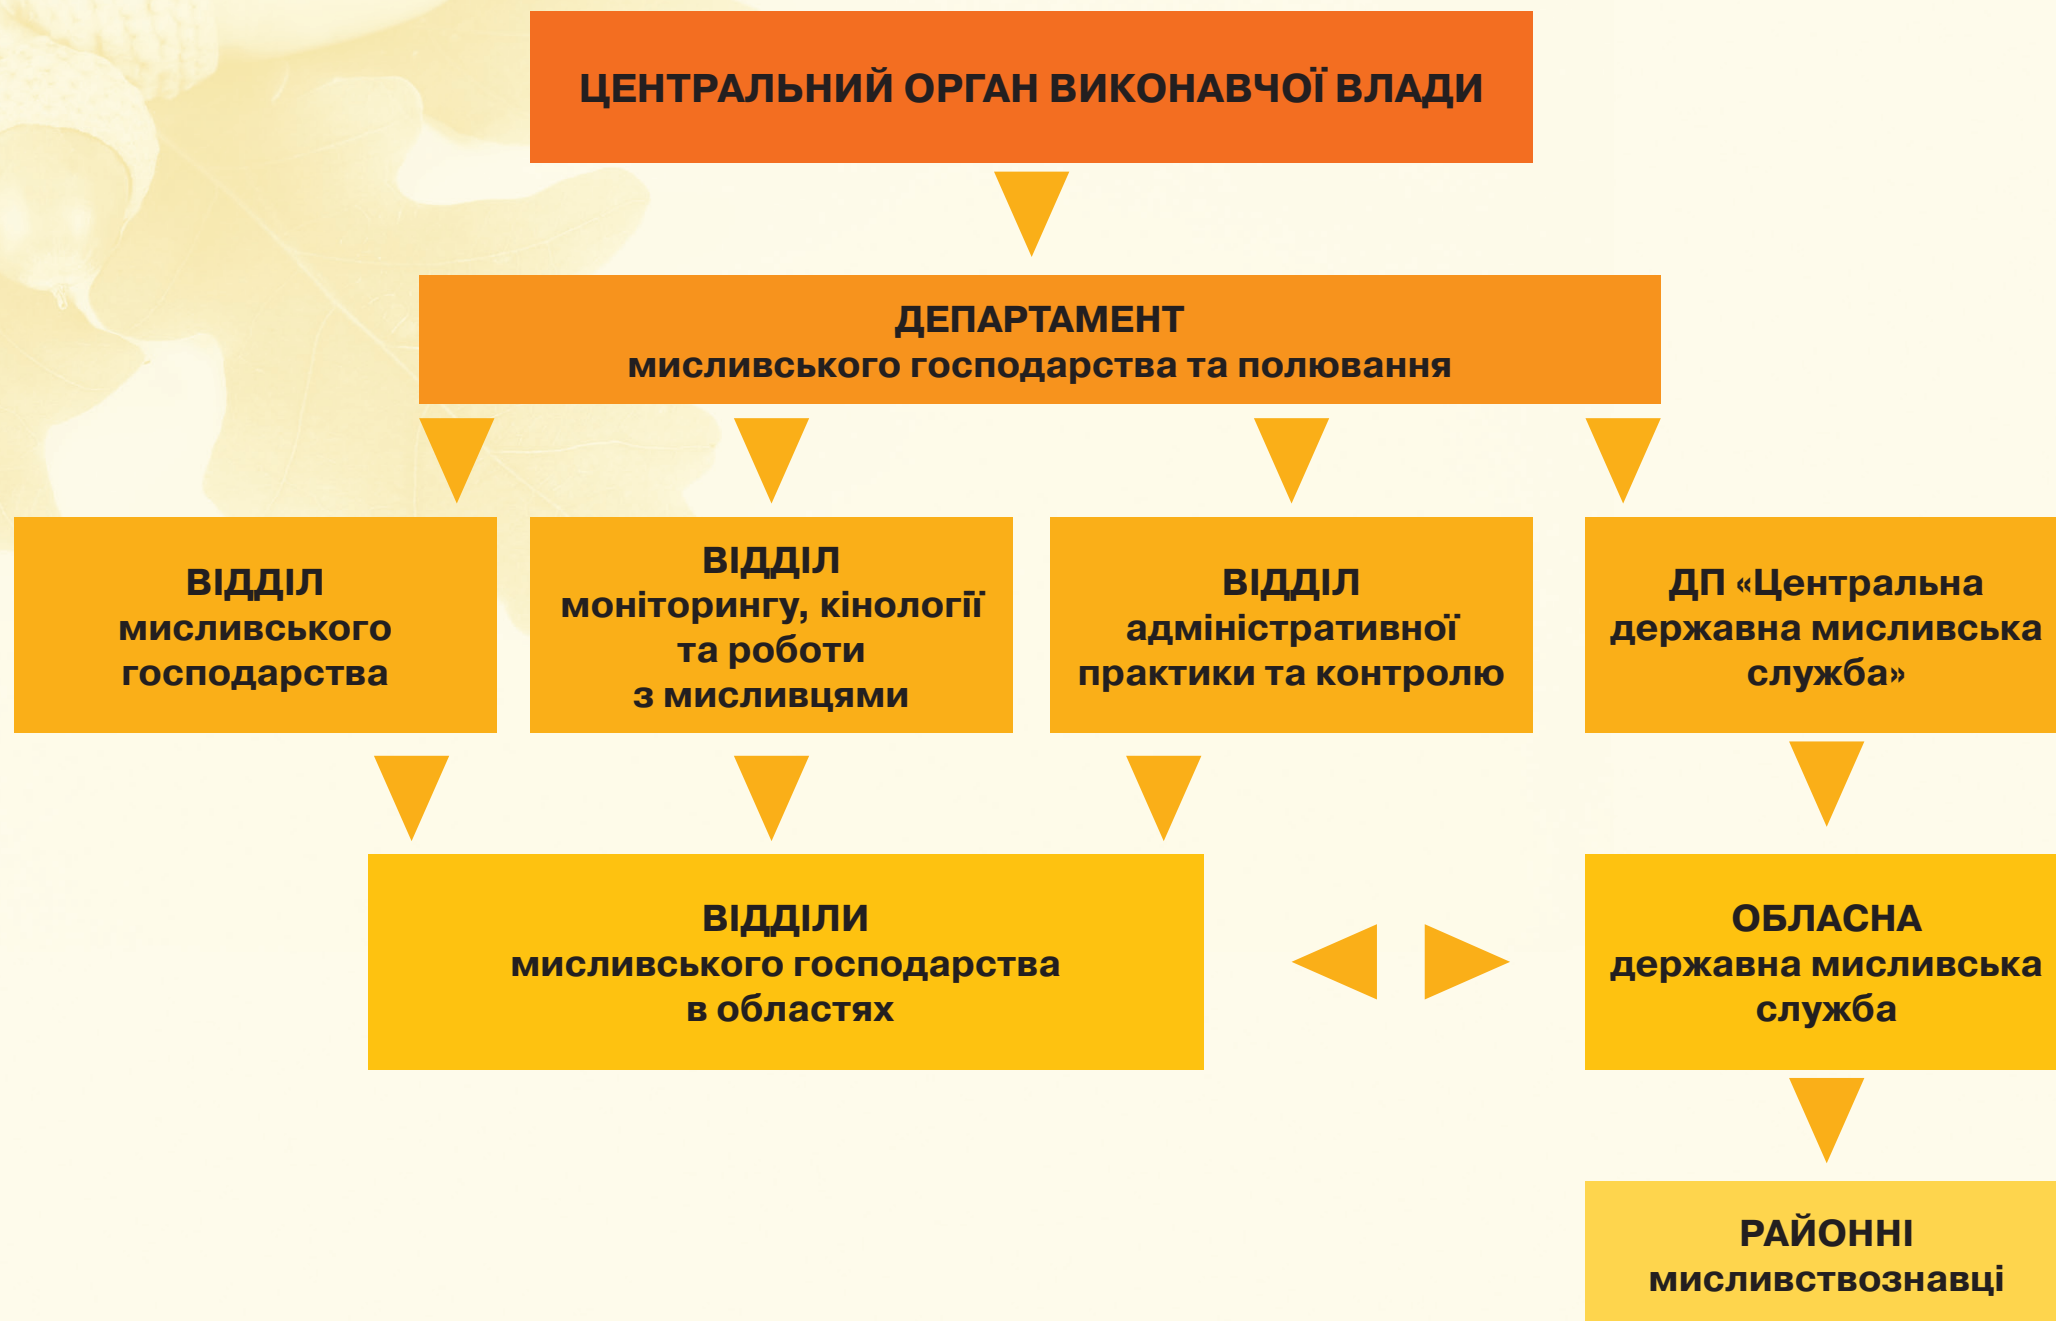 ЦЕНТРАЛЬНИЙ ОРГАН ВИКОНАВЧОЇ ВЛАДИ
ДЕПАРТАМЕНТ
мисливського господарства та полювання
ВІДДІЛ
мисливського
господарства
ВІДДІЛ
моніторингу, кінології
та роботи
з мисливцями
ВІДДІЛ
адміністративної
практики та контролю
ДП «Центральна
державна мисливська
служба»
ВІДДІЛИ
мисливського господарства
в областях
ОБЛАСНА
державна мисливська
служба
РАЙОННІ
мисливствознавці